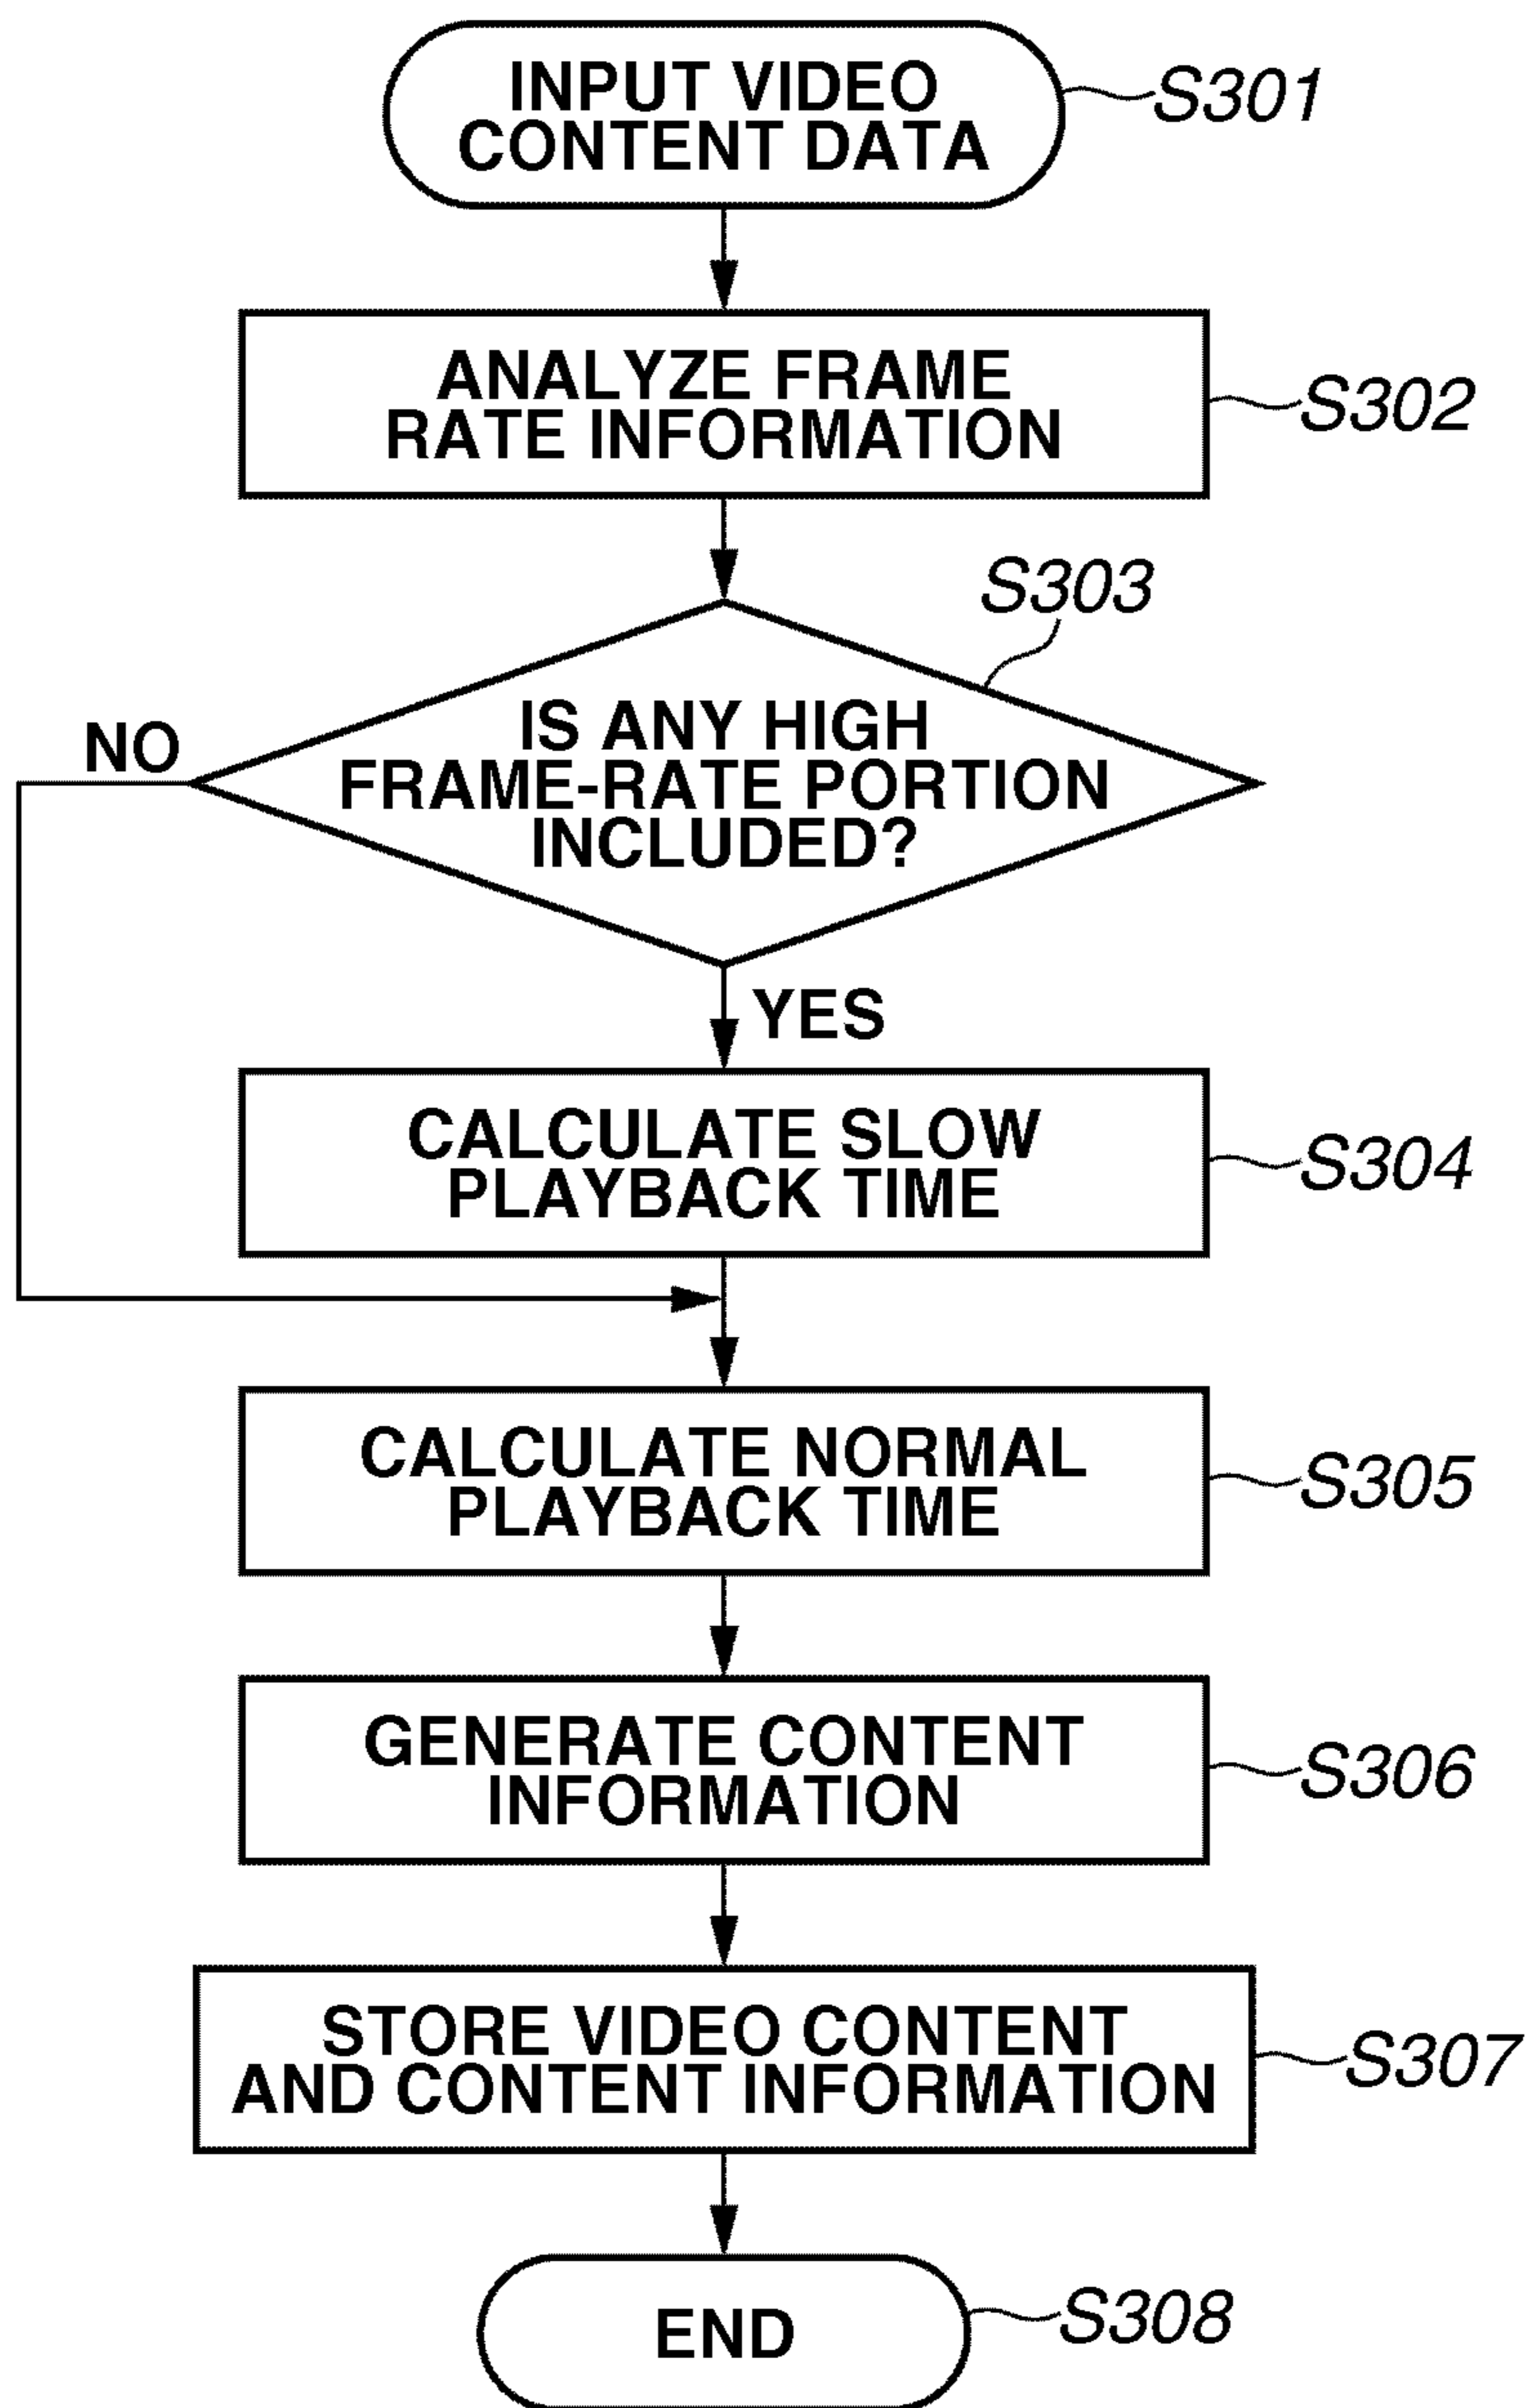 INPUT VIDEO
CONTENT DATA
S301
ANALYZE FRAME
RATE INFORMATION
S302
S303
IS ANY HIGH
FRAME-RATE PORTION
INCLUDED?
NO
YES
CALCULATE SLOW
PLAYBACK TIME
S304
CALCULATE NORMAL
PLAYBACK TIME
S305
GENERATE CONTENT
INFORMATION
S306
STORE VIDEO CONTENT
AND CONTENT INFORMATION
S307
END
S308